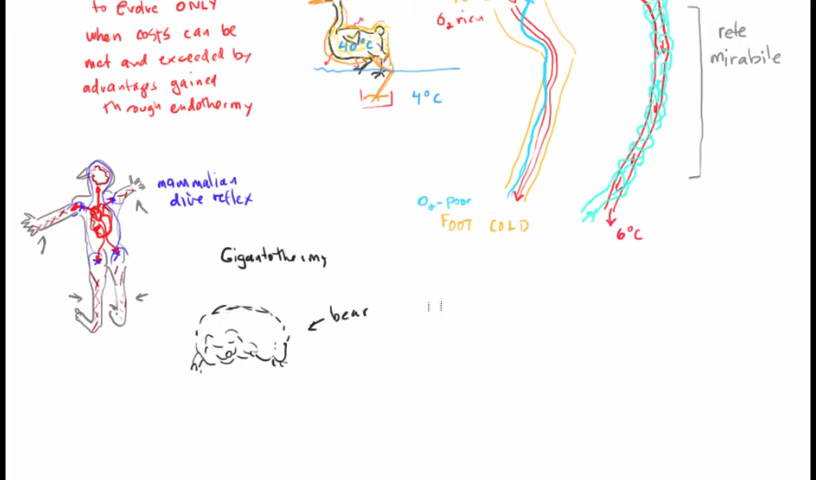 to evolve ONLY
when costs can be
met and exceeded by
advantages gained
through endothermy
40°C
4°C
O2 rich
O2-poor
FOOT COLD
rete
mirabile
6°C
mammalian
dive reflex
Gigantothermy
bear